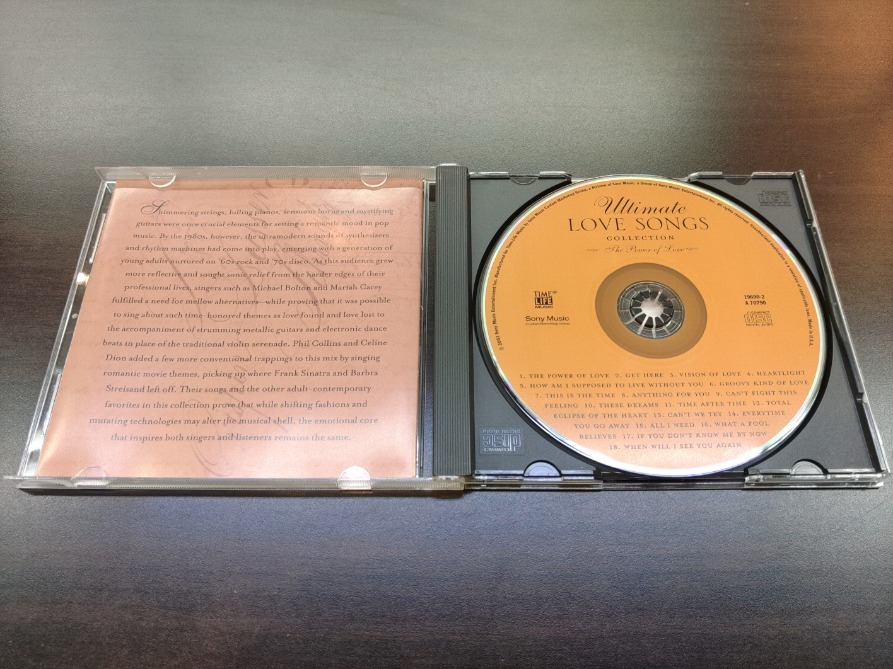 Shimmering strings, lulling pianos, sensuous horns and mystifying
guitars were once crucial elements for setting a romantic mood in pop
music. By the 1980s, however, the ultramodern sounds of synthesizers
and rhythm machines had come into play, emerging with a generation of
young adults nurtured on '60s rock and '70s disco. As this audience grew
more reflective and sought sonic relief from the harder edges of their
professional lives, singers such as Michael Bolton and Mariah Carey
fulfilled a need for mellow alternatives while proving that it was possible
to sing about such time-honored themes as love found and love lost to
the accompaniment of strumming metallic guitars and electronic dance
beats in place of the traditional violin serenade. Phil Collins and Celine
Dion added a few more conventional trappings to this mix by singing
romantic movie themes, picking up where Frank Sinatra and Barbra
Streisand left off. Their songs and the other adult-contemporary
favorites in this collection prove that while shifting fashions and
mutating technologies may alter the musical shell, the emotional core
that inspires both singers and listeners remains the same.
Ultimate
LOVE SONGS
COLLECTION
The Power of Love
TIME
LIFE
MUSIC
Sony Music
19690-2
A 70796
COMPACT
disc
1. THE POWER OF LOVE 2. GET HERE 3. VISION OF LOVE 4. HEARTLIGHT
5. HOW AM I SUPPOSED TO LIVE WITHOUT YOU 6. GROOVY KIND OF LOVE
7. THIS IS THE TIME 8. ANYTHING FOR YOU 9. CAN'T FIGHT THIS
FEELING 10. THESE DREAMS 11. TIME AFTER TIME 12. TOTAL
ECLIPSE OF THE HEART 13. CAN'T WE TRY 14. EVERYTIME
YOU GO AWAY 15. ALL I NEED 16. WHAT A FOOL
BELIEVES 17. IF YOU DON'T KNOW ME BY NOW
18. WHEN WILL I SEE YOU AGAIN